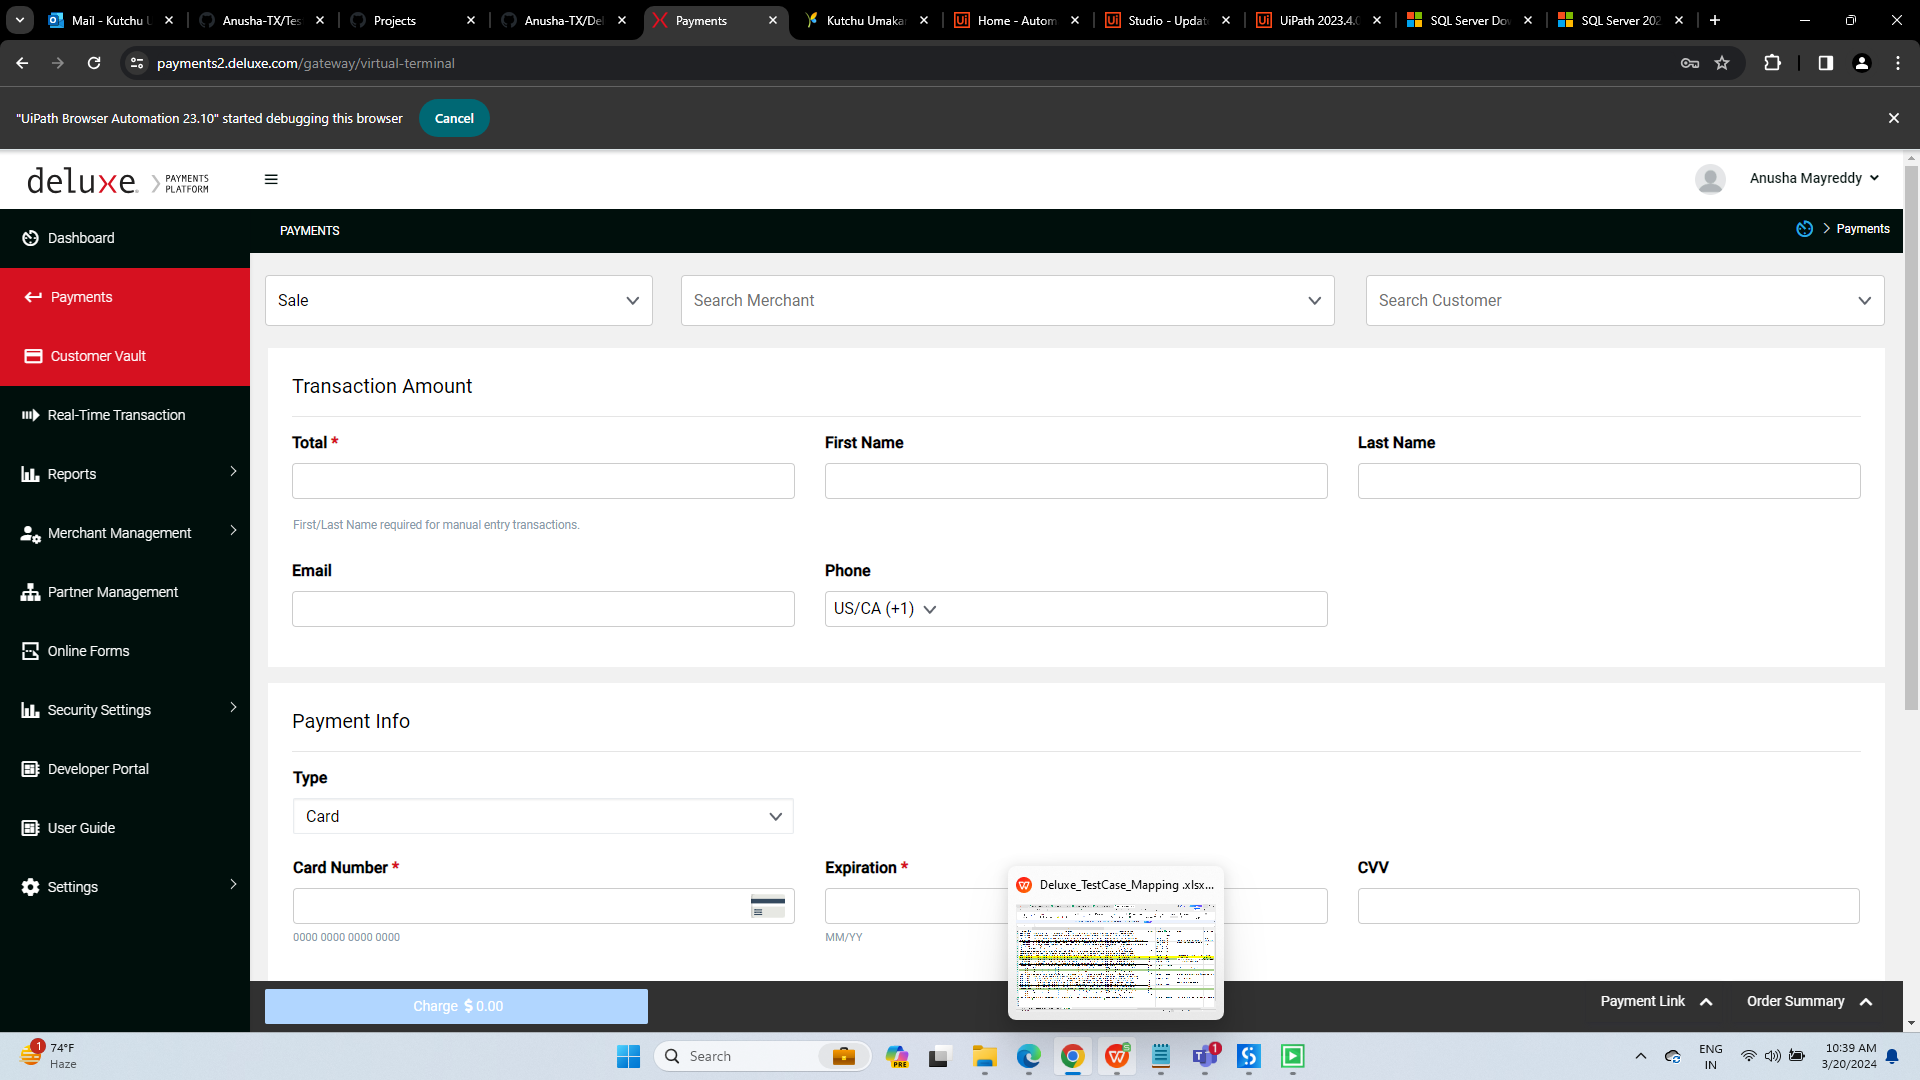 Mail - Kutchu U
Anusha-TX/Tes
Projects
Anusha-TX/Del
Payments
Kutchu Umakan
Home - Autom
Studio - Updat
UiPath 2023.4.0
SQL Server Do
SQL Server 202
payments2.deluxe.com/gateway/virtual-terminal
"UiPath Browser Automation 23.10" started debugging this browser
Cancel
deluxe. PAYMENTS PLATFORM
Anusha Mayreddy
Dashboard
PAYMENTS
Payments
Payments
Sale
Search Merchant
Search Customer
Customer Vault
Transaction Amount
Real-Time Transaction
Total *
First Name
Last Name
Reports
First/Last Name required for manual entry transactions.
Merchant Management
Email
Phone
Partner Management
US/CA (+1)
Online Forms
Security Settings
Payment Info
Developer Portal
Type
Card
User Guide
Card Number *
Expiration *
CVV
Settings
Deluxe_TestCase_Mapping .xlsx...
0000 0000 0000 0000
MM/YY
Charge $ 0.00
Payment Link
Order Summary
1
74°F
Haze
Search
PRE
1
ENG
IN
10:39 AM
3/20/2024